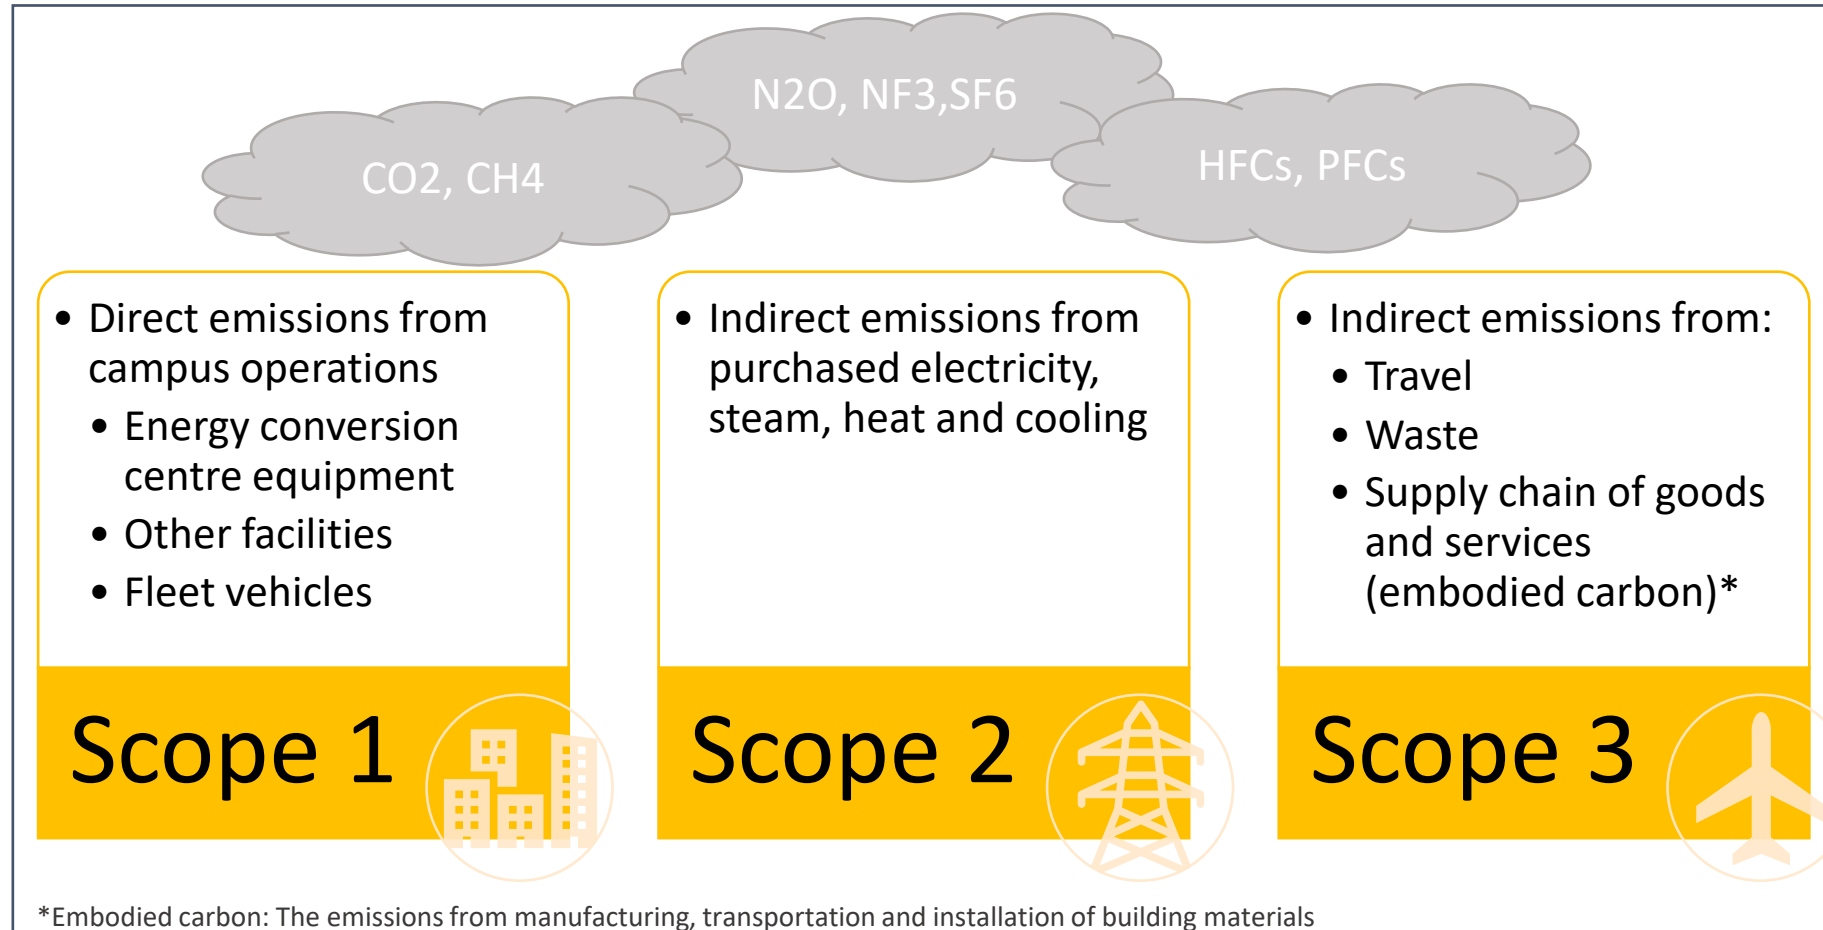 N2O, NF3,SF6
CO2, CH4
HFCs, PFCs
• Direct emissions from
campus operations
• Energy conversion
centre equipment
• Other facilities
• Fleet vehicles
Scope 1
• Indirect emissions from
purchased electricity,
steam, heat and cooling
Scope 2
• Indirect emissions from:
• Travel
• Waste
• Supply chain of goods
and services
(embodied carbon)*
Scope 3
*Embodied carbon: The emissions from manufacturing, transportation and installation of building materials